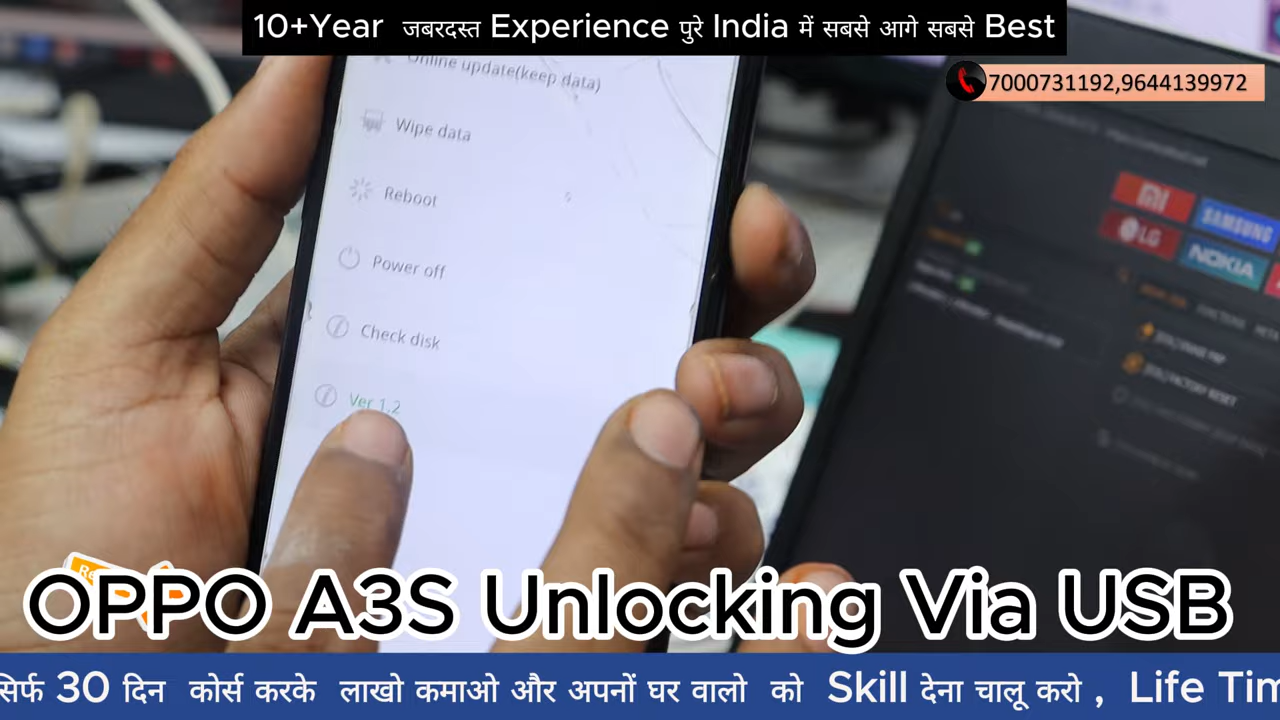 10+Year जबरदस्त Experience पुरे India में सबसे आगे सबसे Best
7000731192,9644139972
Online update(keep data)
Wipe data
Reboot
Power off
Check disk
Ver 1.2
MI
SAMSUNG
LG
NOKIA
OPPO A3S Unlocking Via USB
सिर्फ 30 दिन कोर्स करके लाखो कमाओ और अपनों घर वालो को Skill देना चालू करो , Life Tim